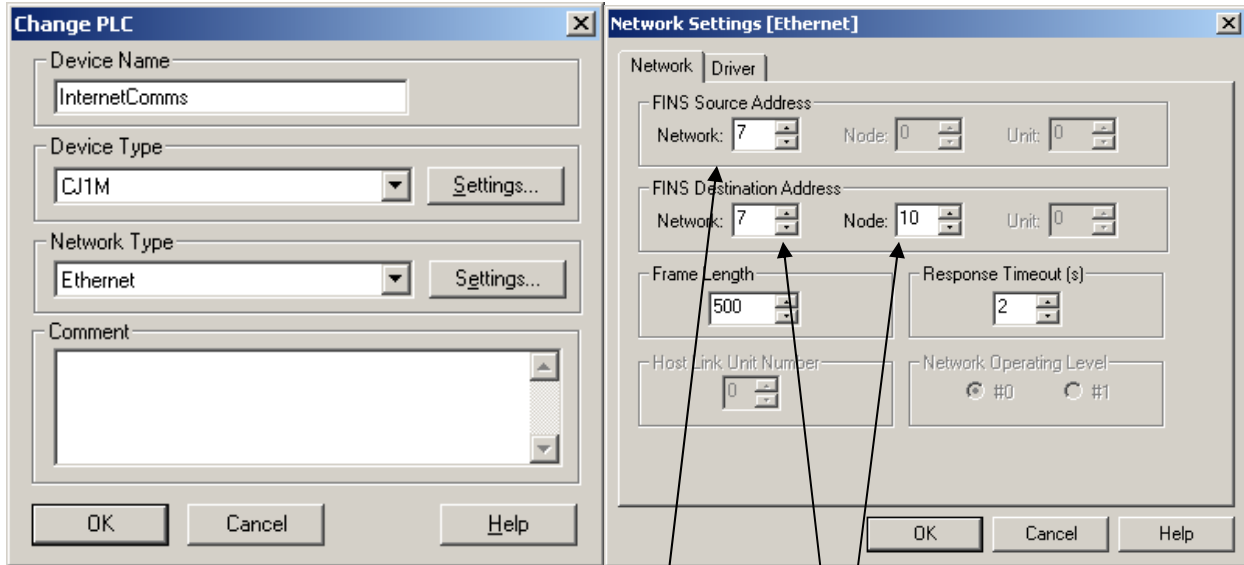 Change PLC
Device Name
InternetComms
Device Type
CJ1M
Settings...
Network Type
Ethernet
Settings...
Comment
OK Cancel Help
Network Settings [Ethernet]
Network Driver
FINS Source Address
Network: 7 Node: 0 Unit: 0
FINS Destination Address
Network: 7 Node: 10 Unit: 0
Frame Length
500
Response Timeout (s)
2
Host Link Unit Number
0
Network Operating Level
#0 #1
OK Cancel Help